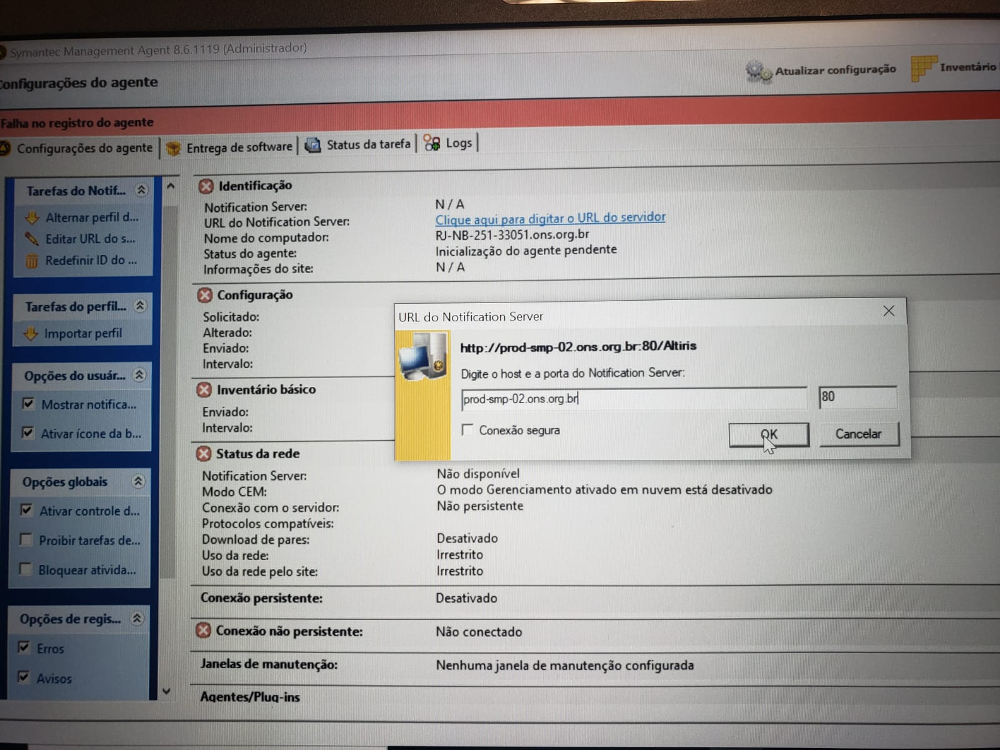 Symantec Management Agent 8.6.1119 (Administrador)
Configurações do agente
Atualizar configuração
Inventário
Falha no registro do agente
Configurações do agente
Entrega de software
Status da tarefa
Logs
Tarefas do Notif...
Alternar perfil d...
Editar URL do s...
Redefinir ID do ...
Tarefas do perfil...
Importar perfil
Opções do usuár...
Mostrar notifica...
Ativar ícone da b...
Opções globais
Ativar controle d...
Proibir tarefas de...
Bloquear ativida...
Opções de regis...
Erros
Avisos
Identificação
Notification Server: N / A
URL do Notification Server: Clique aqui para digitar o URL do servidor
Nome do computador: RJ-NB-251-33051.ons.org.br
Status do agente: Inicialização do agente pendente
Informações do site: N / A
Configuração
Solicitado:
Alterado:
Enviado:
Intervalo:
Inventário básico
Enviado:
Intervalo:
Status da rede
Notification Server: Não disponível
Modo CEM: O modo Gerenciamento ativado em nuvem está desativado
Conexão com o servidor: Não persistente
Protocolos compatíveis:
Download de pares: Desativado
Uso da rede: Irrestrito
Uso da rede pelo site: Irrestrito
Conexão persistente: Desativado
Conexão não persistente: Não conectado
Janelas de manutenção: Nenhuma janela de manutenção configurada
Agentes/Plug-ins
URL do Notification Server
http://prod-smp-02.ons.org.br:80/Altiris
Digite o host e a porta do Notification Server:
prod-smp-02.ons.org.br 80
Conexão segura
OK Cancelar